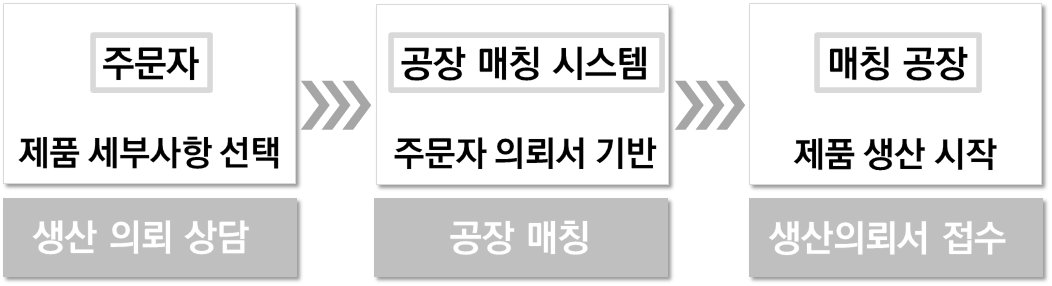 주문자
제품 세부사항 선택
생산 의뢰 상담
공장 매칭 시스템
주문자 의뢰서 기반
공장 매칭
매칭 공장
제품 생산 시작
생산의뢰서 접수